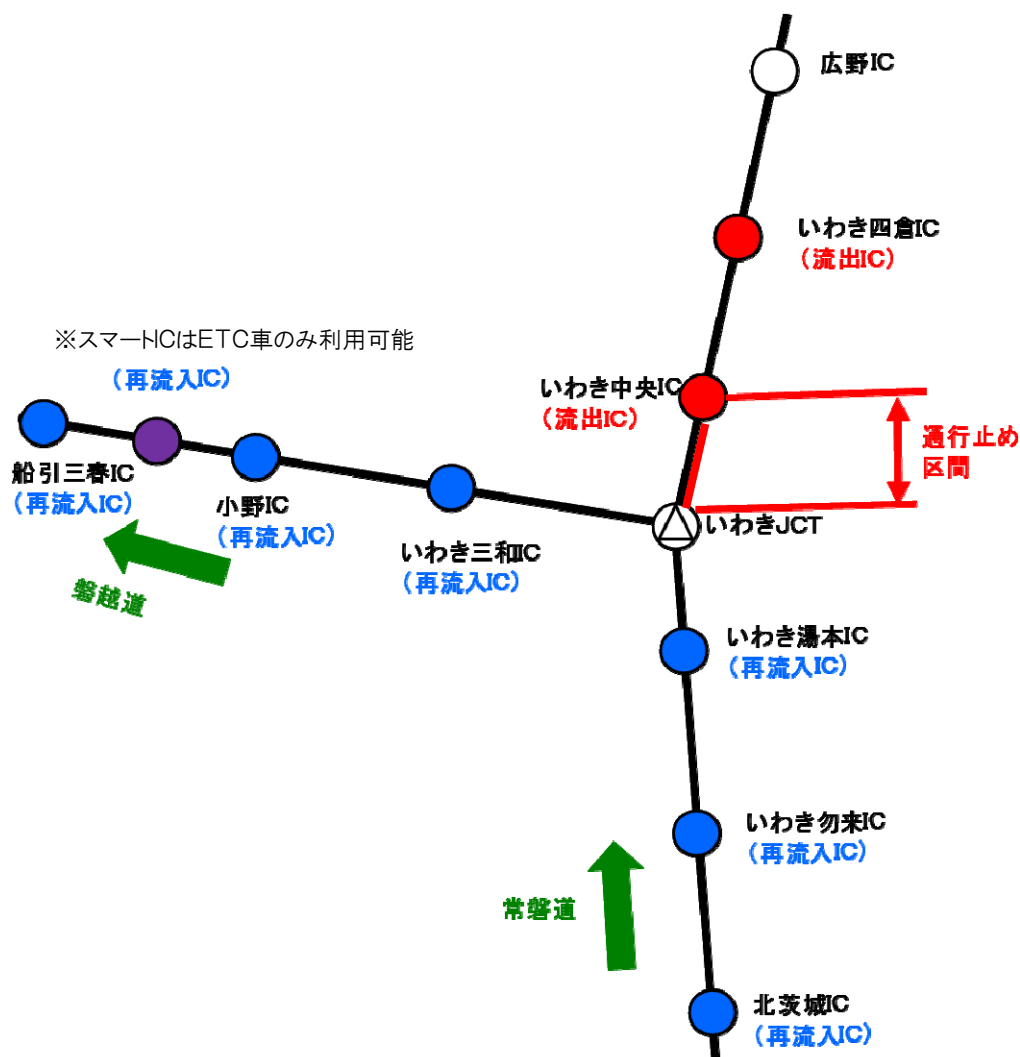 広野IC
いわき四倉IC
(流出IC)
※スマートICはETC車のみ利用可能
(再流入IC)
いわき中央IC
(流出IC)
通行止め
区間
船引三春IC
(再流入IC)
小野IC
(再流入IC)
いわきJCT
いわき三和IC
(再流入IC)
磐越道
いわき湯本IC
(再流入IC)
いわき勿来IC
(再流入IC)
常磐道
北茨城IC
(再流入IC)